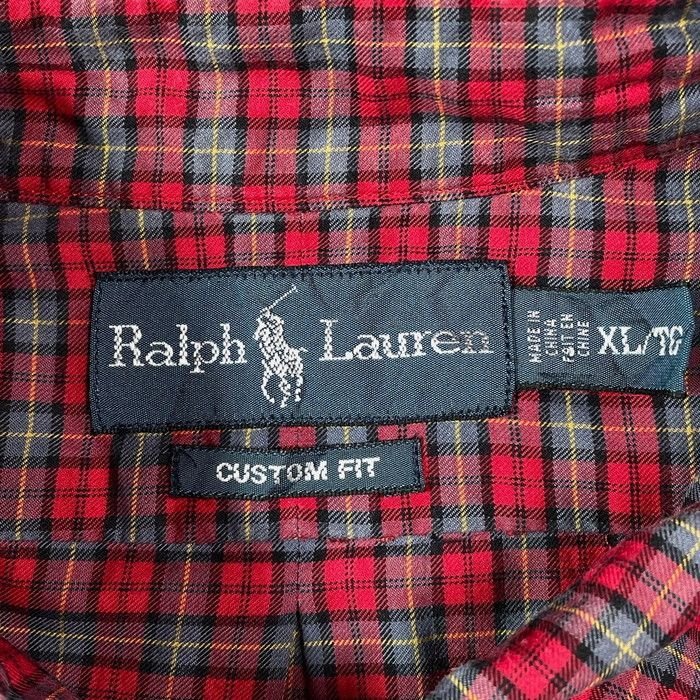 Ralph Lauren
MADE IN
CHINA
FAIT EN
CHINE
XL/TG
CUSTOM FIT